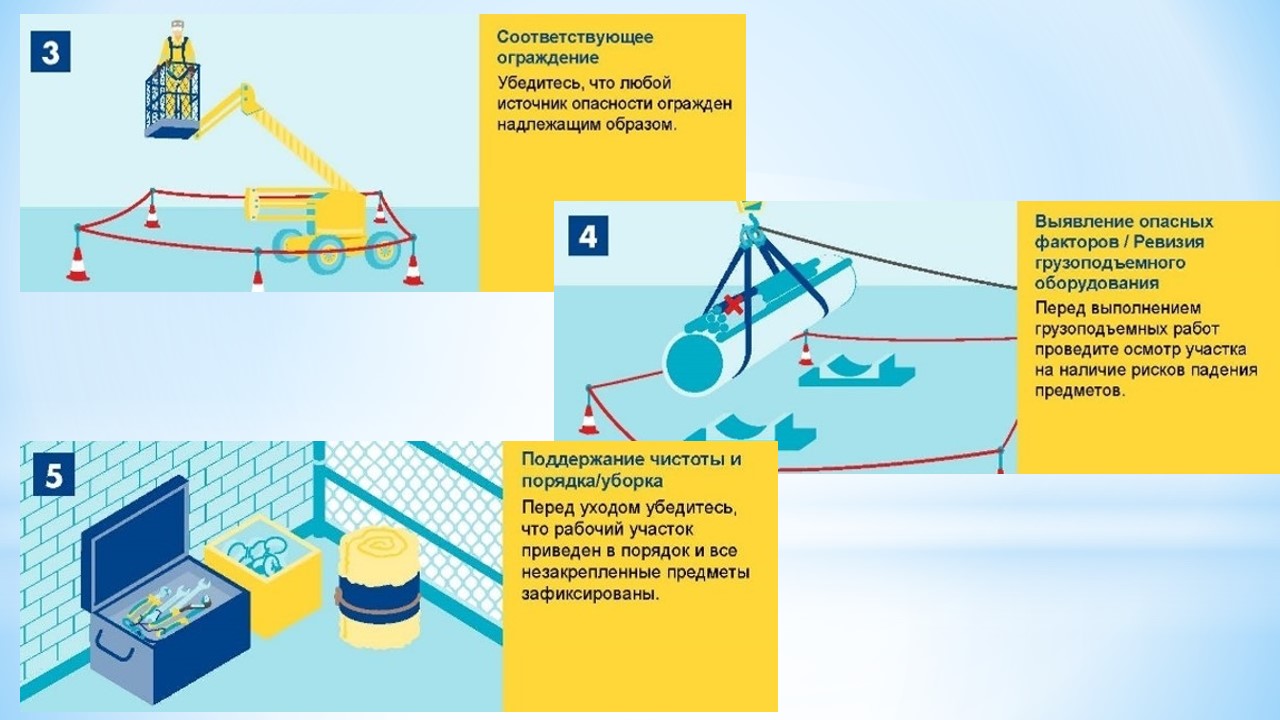 3
Соответствующее
ограждение
Убедитесь, что любой
источник опасности огражден
надлежащим образом.
4
Выявление опасных
факторов / Ревизия
грузоподъемного
оборудования
Перед выполнением
грузоподъемных работ
проведите осмотр участка
на наличие рисков падения
предметов.
5
Поддержание чистоты и
порядка/уборка
Перед уходом убедитесь,
что рабочий участок
приведен в порядок и все
незакрепленные предметы
зафиксированы.